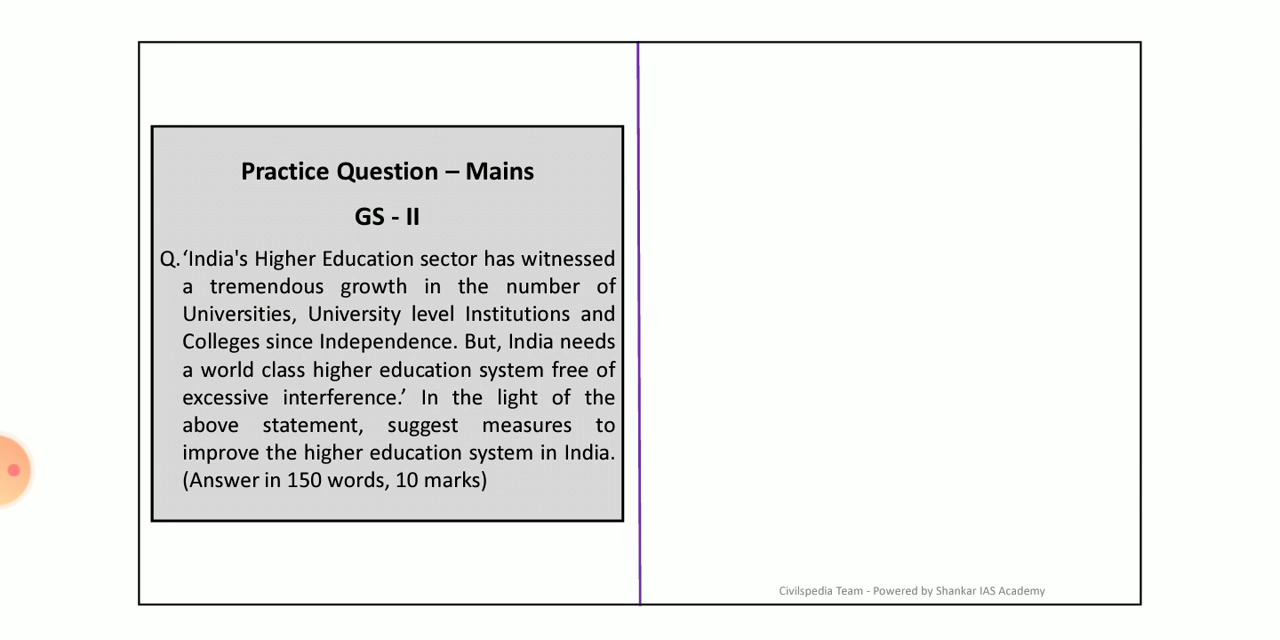 Practice Question – Mains
GS - II
Q. ‘India's Higher Education sector has witnessed
a tremendous growth in the number of
Universities, University level Institutions and
Colleges since Independence. But, India needs
a world class higher education system free of
excessive interference.’ In the light of the
above statement, suggest measures to
improve the higher education system in India.
(Answer in 150 words, 10 marks)
Civilspedia Team - Powered by Shankar IAS Academy